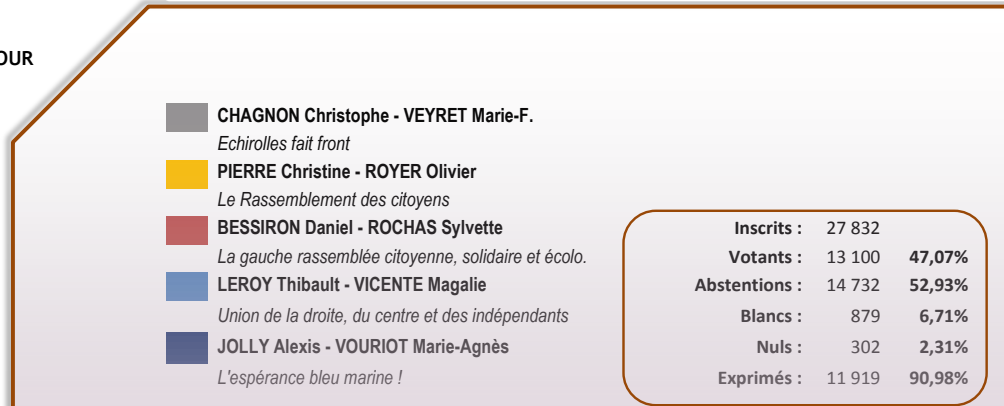 OUR
CHAGNON Christophe - VEYRET Marie-F.
Echirolles fait front
PIERRE Christine - ROYER Olivier
Le Rassemblement des citoyens
BESSIRON Daniel - ROCHAS Sylvette
La gauche rassemblée citoyenne, solidaire et écolo.
LEROY Thibault - VICENTE Magalie
Union de la droite, du centre et des indépendants
JOLLY Alexis - VOURIOT Marie-Agnès
L'espérance bleu marine !
Inscrits : 27 832
Votants : 13 100 47,07%
Abstentions : 14 732 52,93%
Blancs : 879 6,71%
Nuls : 302 2,31%
Exprimés : 11 919 90,98%